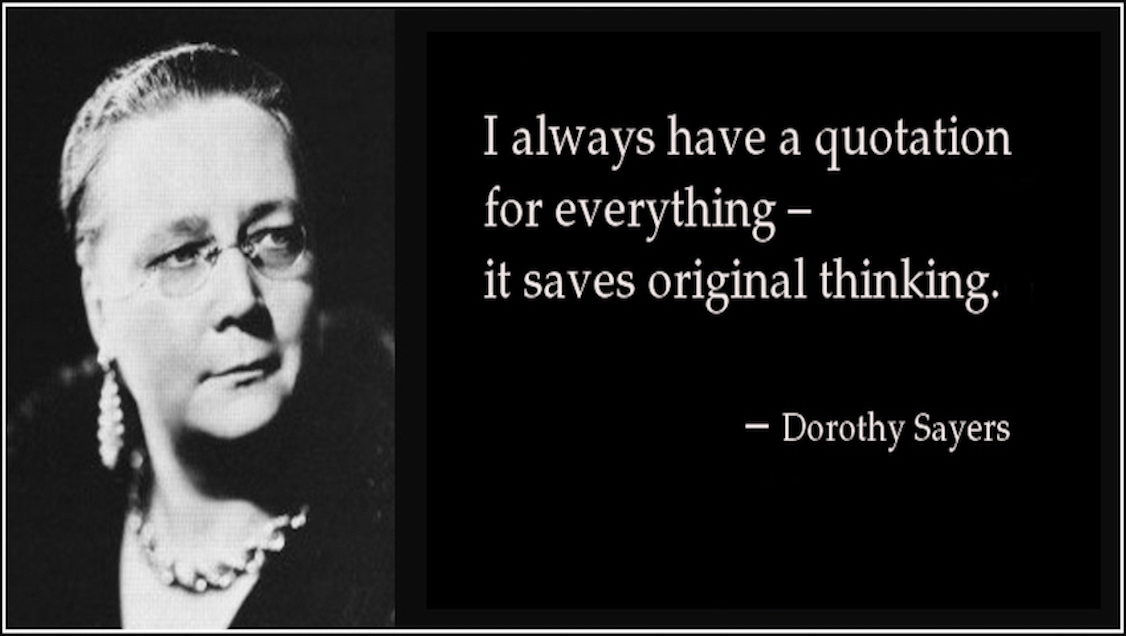 I always have a quotation
for everything –
it saves original thinking.
– Dorothy Sayers